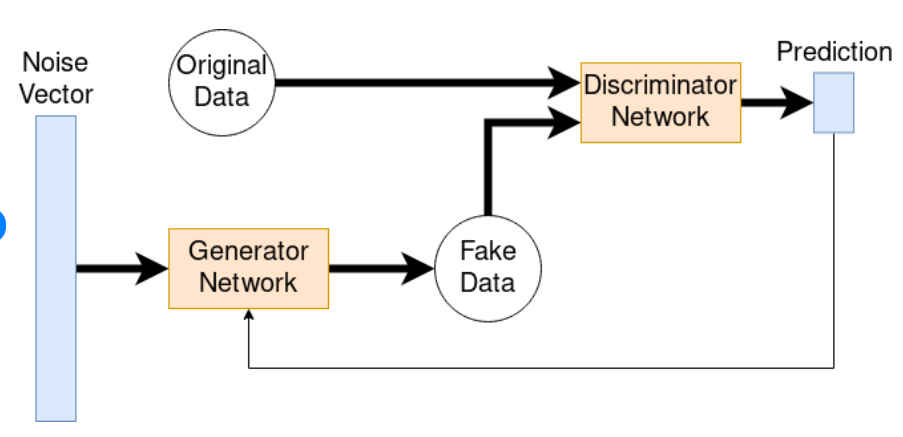 Noise
Vector
Original
Data
Discriminator
Network
Prediction
Generator
Network
Fake
Data